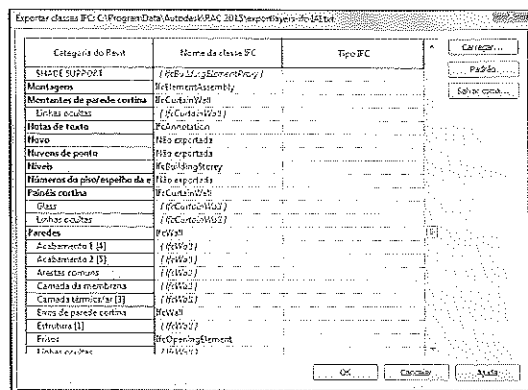 Exportar classes IFC: C:\ProgramData\Autodesk\RAC 2015\exportlayers-ifc-IAI.txt
Categoria do Revit Nome da classe IFC Tipo IFC
SHADE SUPPORT {IfcBuildingElementProxy}
Montagens IfcElementAssembly
Montantes de parede cortina IfcCurtainWall
Linhas ocultas {IfcCurtainWall}
Notas de texto IfcAnnotation
Novo Não exportada
Nuvens de ponto Não exportada
Níveis IfcBuildingStorey
Números do piso/espelho da e Não exportada
Painéis cortina IfcCurtainWall
Glass {IfcCurtainWall}
Linhas ocultas {IfcCurtainWall}
Paredes IfcWall
Acabamento 1 [4] {IfcWall}
Acabamento 2 [5] {IfcWall}
Arestas comuns {IfcWall}
Camada da membrana {IfcWall}
Camada térmica/ar [3] {IfcWall}
Eixos de parede cortina IfcWall
Estrutura [1] {IfcWall}
Frisos IfcOpeningElement
Linhas ocultas {IfcWall}
Carregar...
Padrão
Salvar como...
OK Cancelar Ajuda